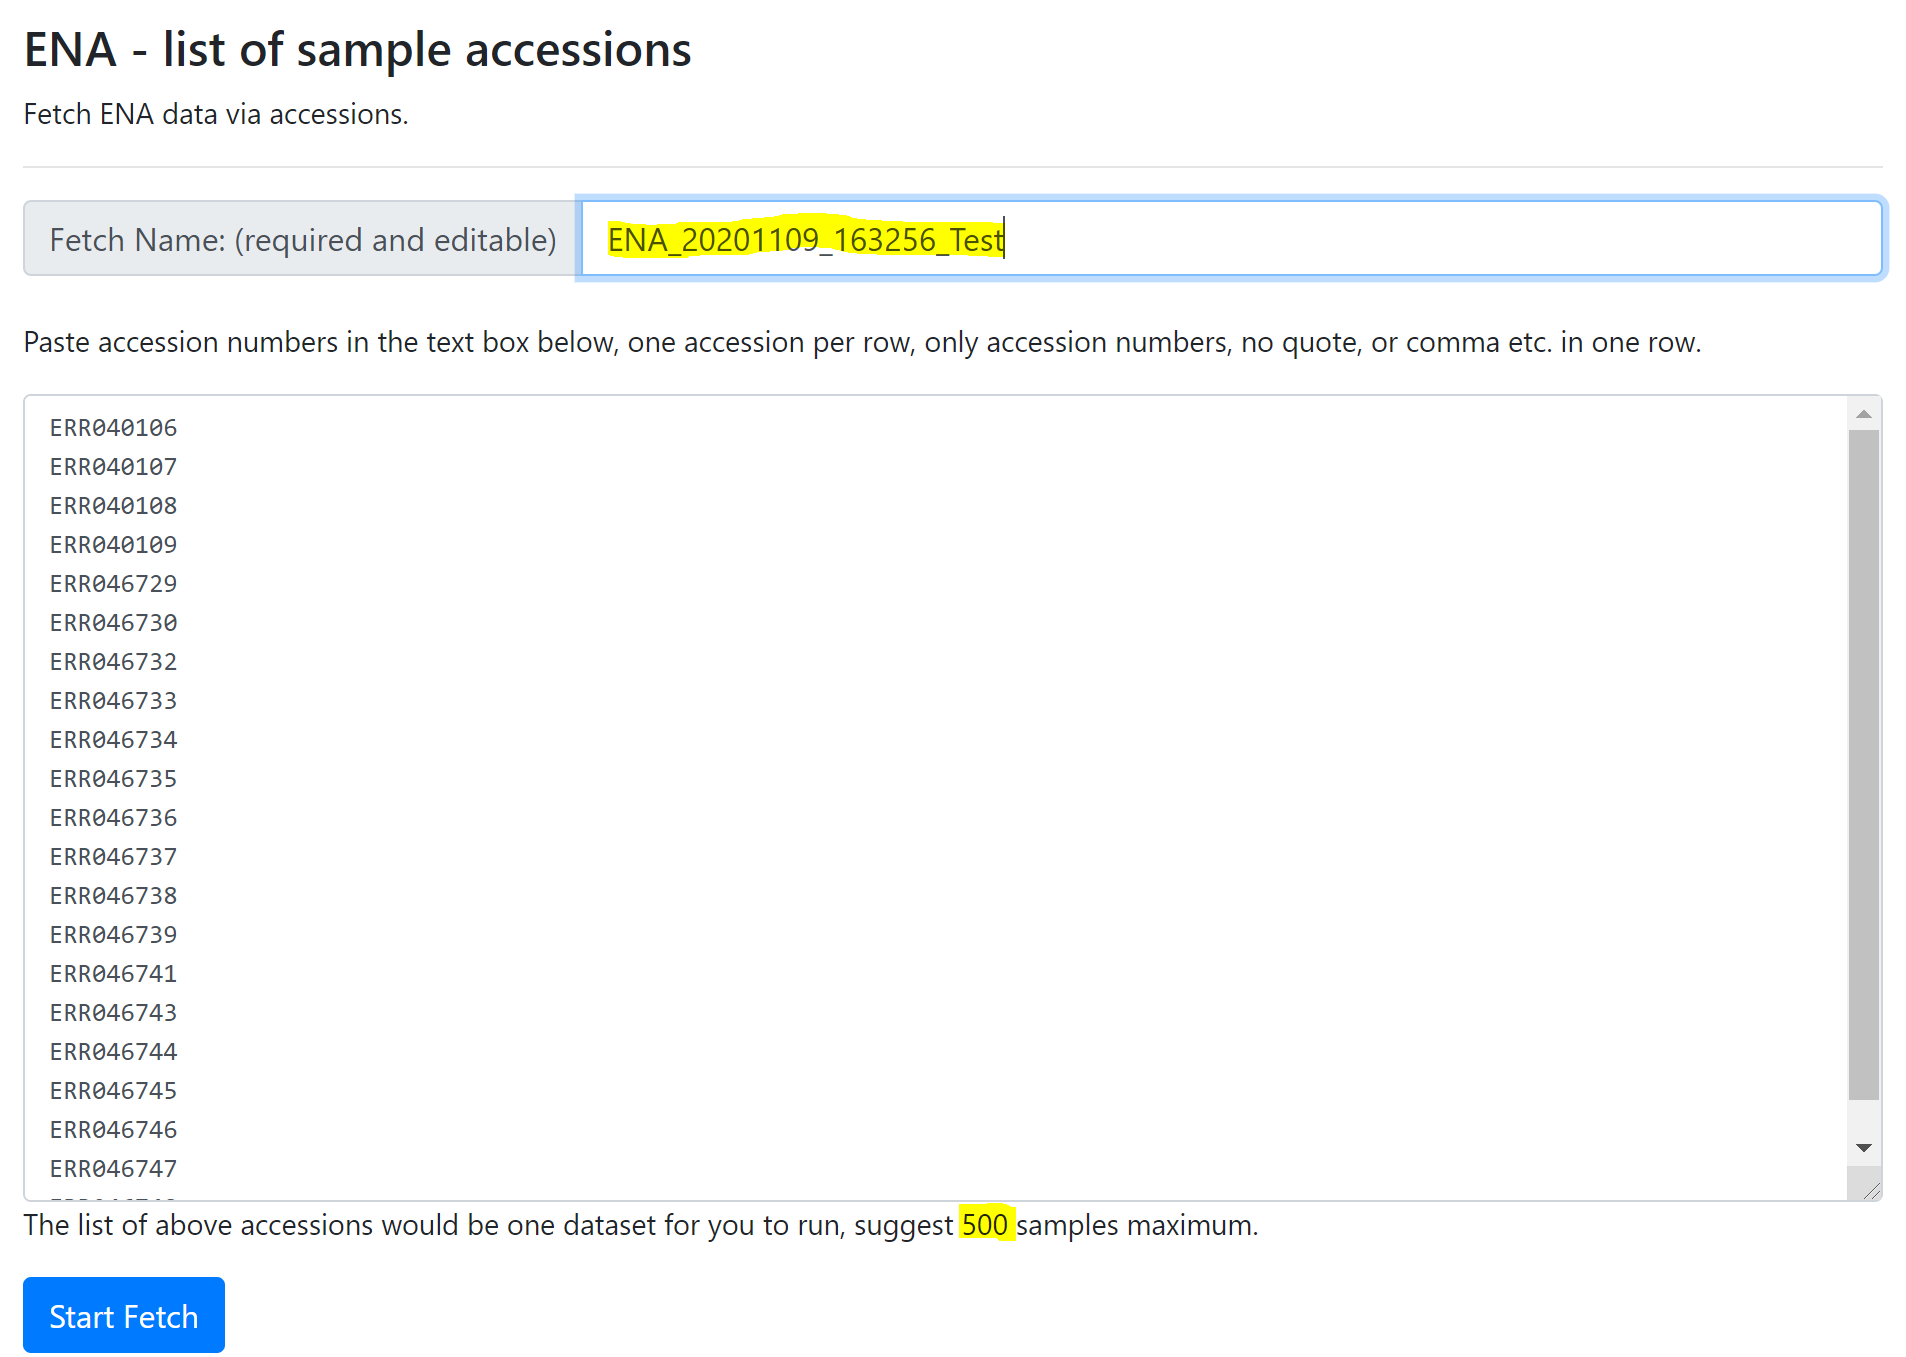 ENA - list of sample accessions
Fetch ENA data via accessions.
Fetch Name: (required and editable) ENA_20201109_163256_Test
Paste accession numbers in the text box below, one accession per row, only accession numbers, no quote, or comma etc. in one row.
ERR040106
ERR040107
ERR040108
ERR040109
ERR046729
ERR046730
ERR046732
ERR046733
ERR046734
ERR046735
ERR046736
ERR046737
ERR046738
ERR046739
ERR046741
ERR046743
ERR046744
ERR046745
ERR046746
ERR046747
The list of above accessions would be one dataset for you to run, suggest 500 samples maximum.
Start Fetch